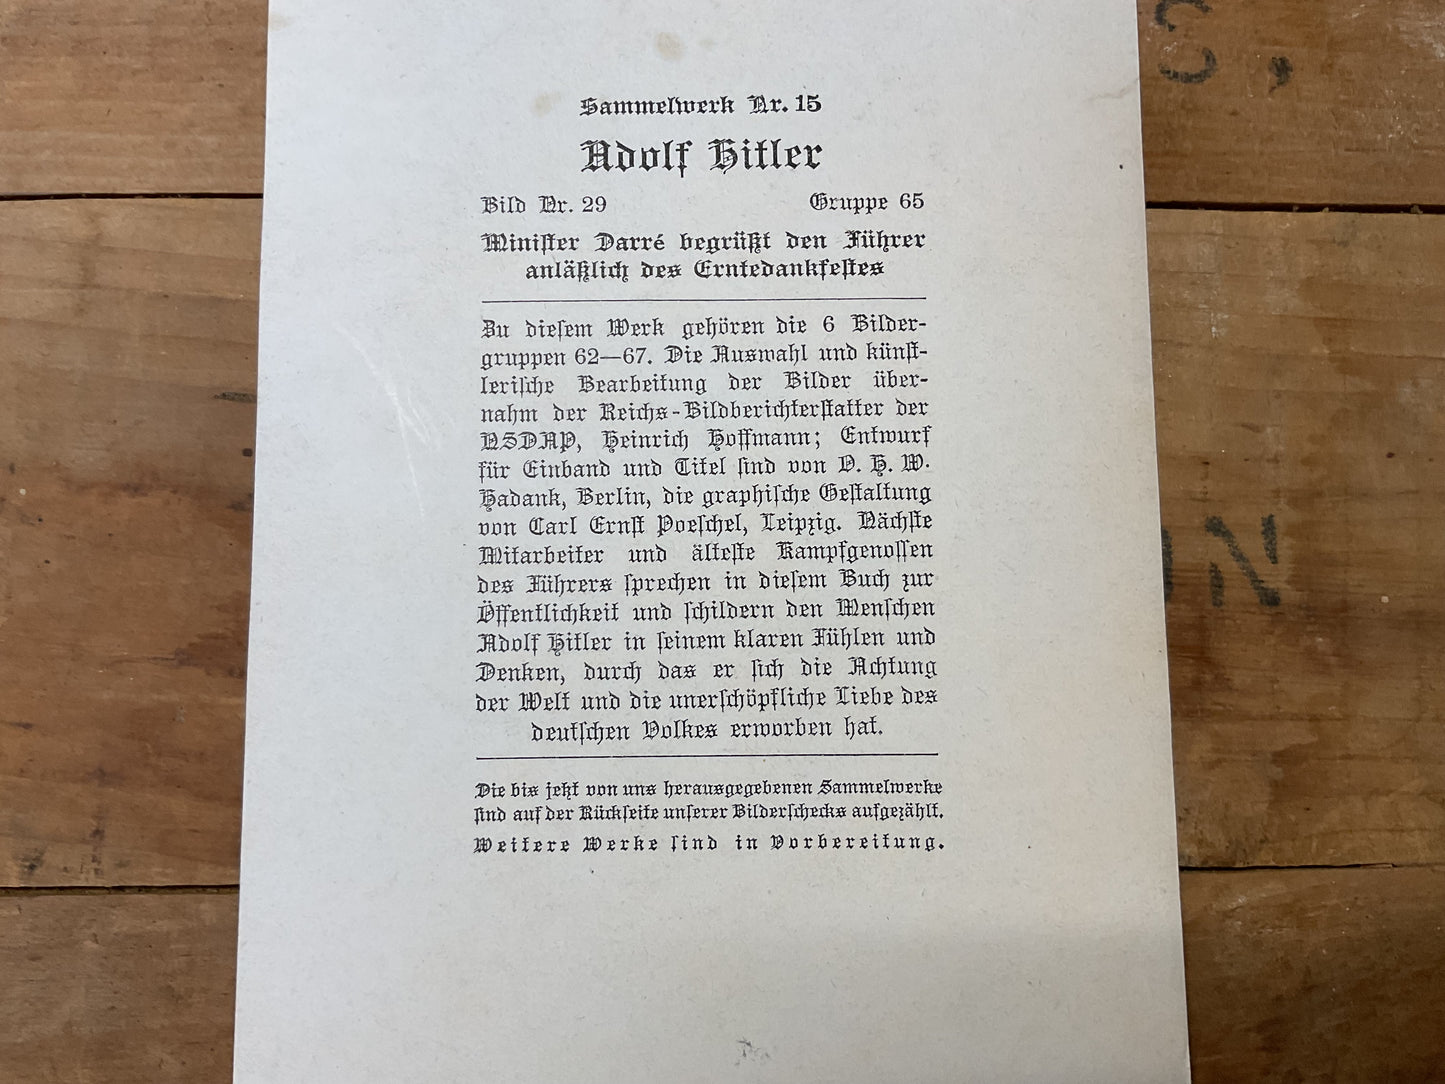 Sammelwerk Nr. 15
Adolf Hitler
Bild Nr. 29 Gruppe 65
Minister Darré begrüßt den Führer
anläßlich des Erntedankfestes
Zu diesem Werk gehören die 6 Bilder-
gruppen 62—67. Die Auswahl und künst-
lerische Bearbeitung der Bilder über-
nahm der Reichs-Bildberichterstatter der
NSDAP, Heinrich Hoffmann; Entwurf
für Einband und Titel sind von O. H. W.
Hadank, Berlin, die graphische Gestaltung
von Carl Ernst Poeschel, Leipzig. Nächste
Mitarbeiter und älteste Kampfgenossen
des Führers sprechen in diesem Buch zur
Öffentlichkeit und schildern den Menschen
Adolf Hitler in seinem klaren Fühlen und
Denken, durch das er sich die Achtung
der Welt und die unerschöpfliche Liebe des
deutschen Volkes erworben hat.
Die bis jetzt von uns herausgegebenen Sammelwerke
sind auf der Rückseite unserer Bilderschecks aufgezählt.
Weitere Werke sind in Vorbereitung.